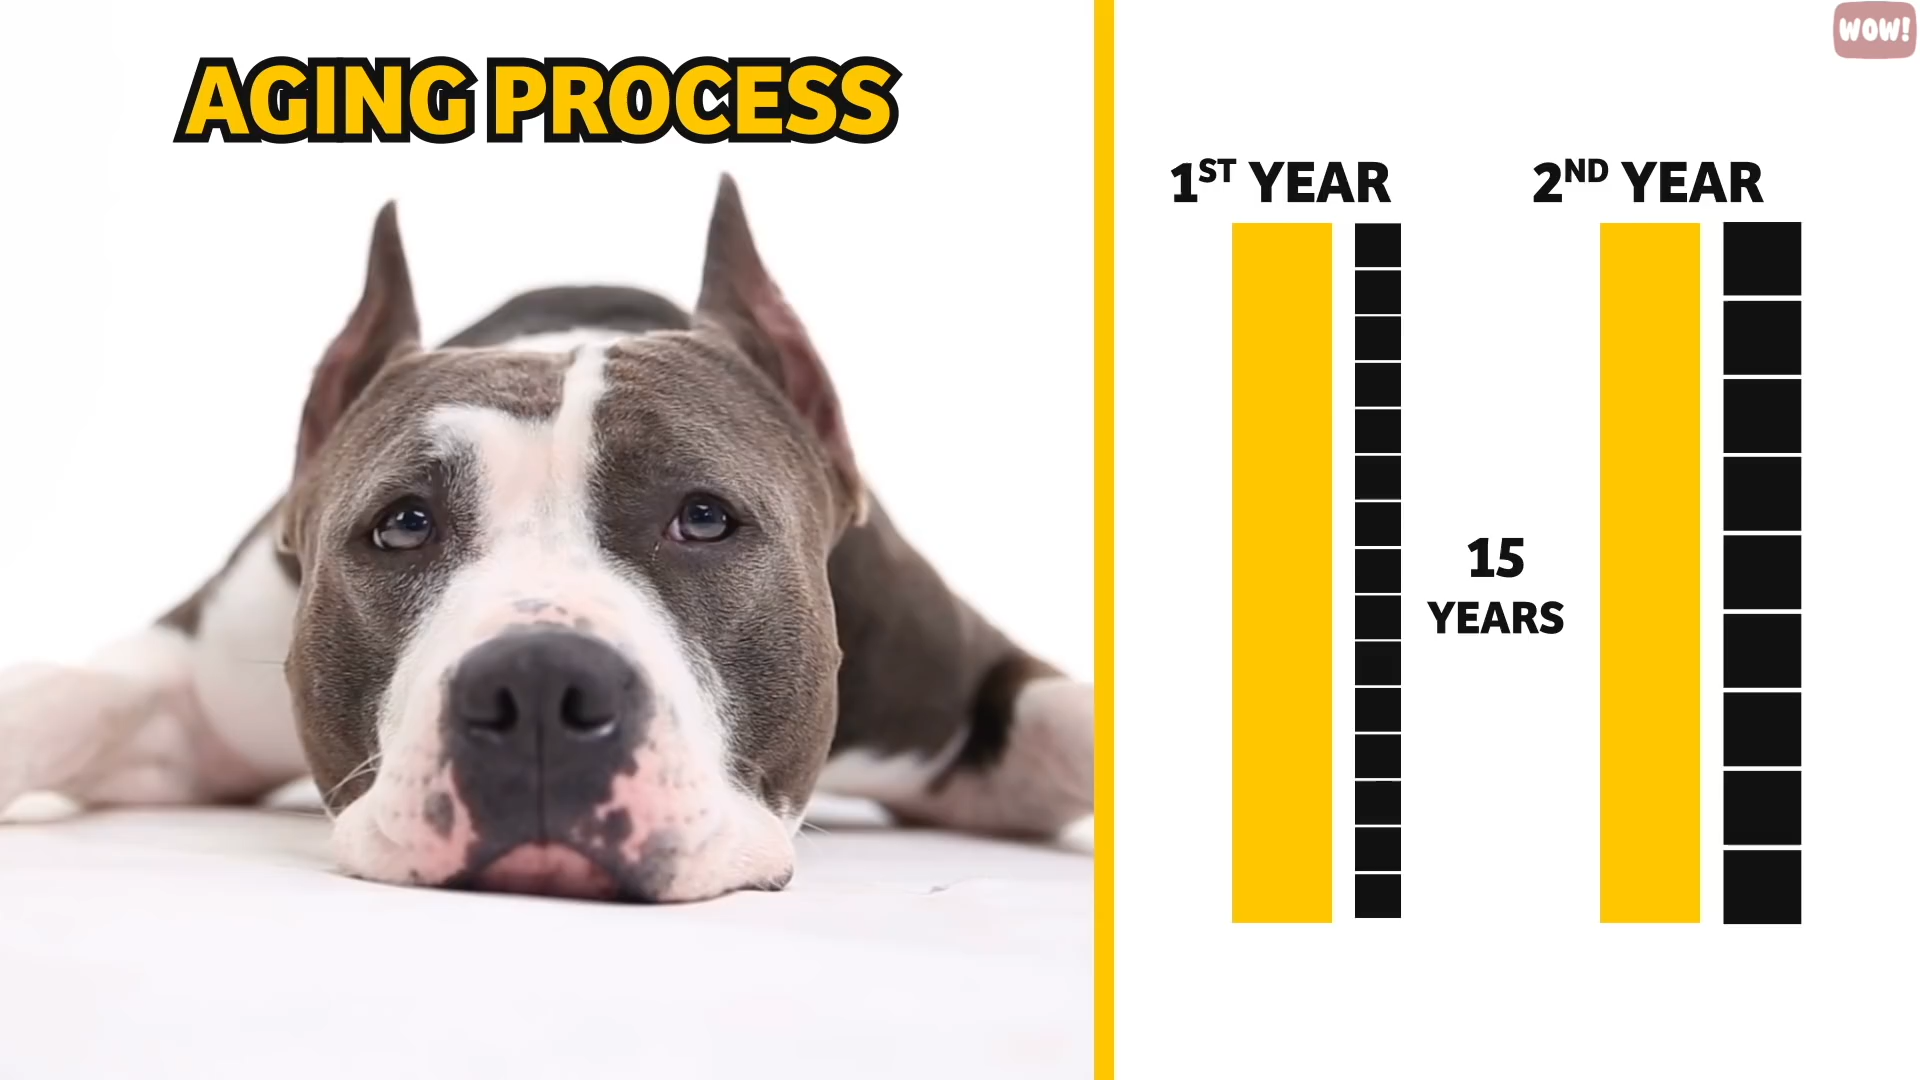 AGING PROCESS
WOW!
1ST YEAR
2ND YEAR
15
YEARS